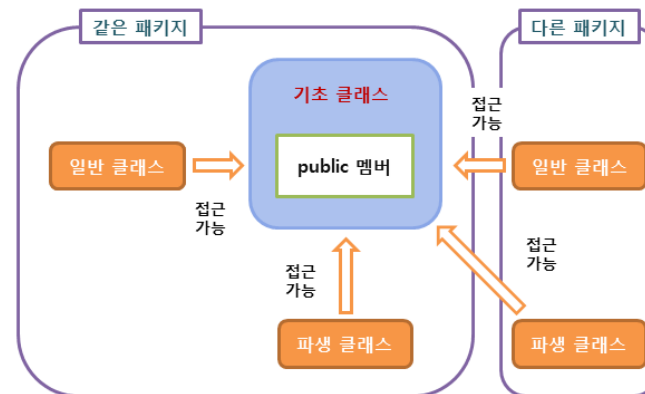 같은 패키지
다른 패키지
기초 클래스
public 멤버
일반 클래스
접근
가능
접근
가능
일반 클래스
접근
가능
파생 클래스
접근
가능
파생 클래스